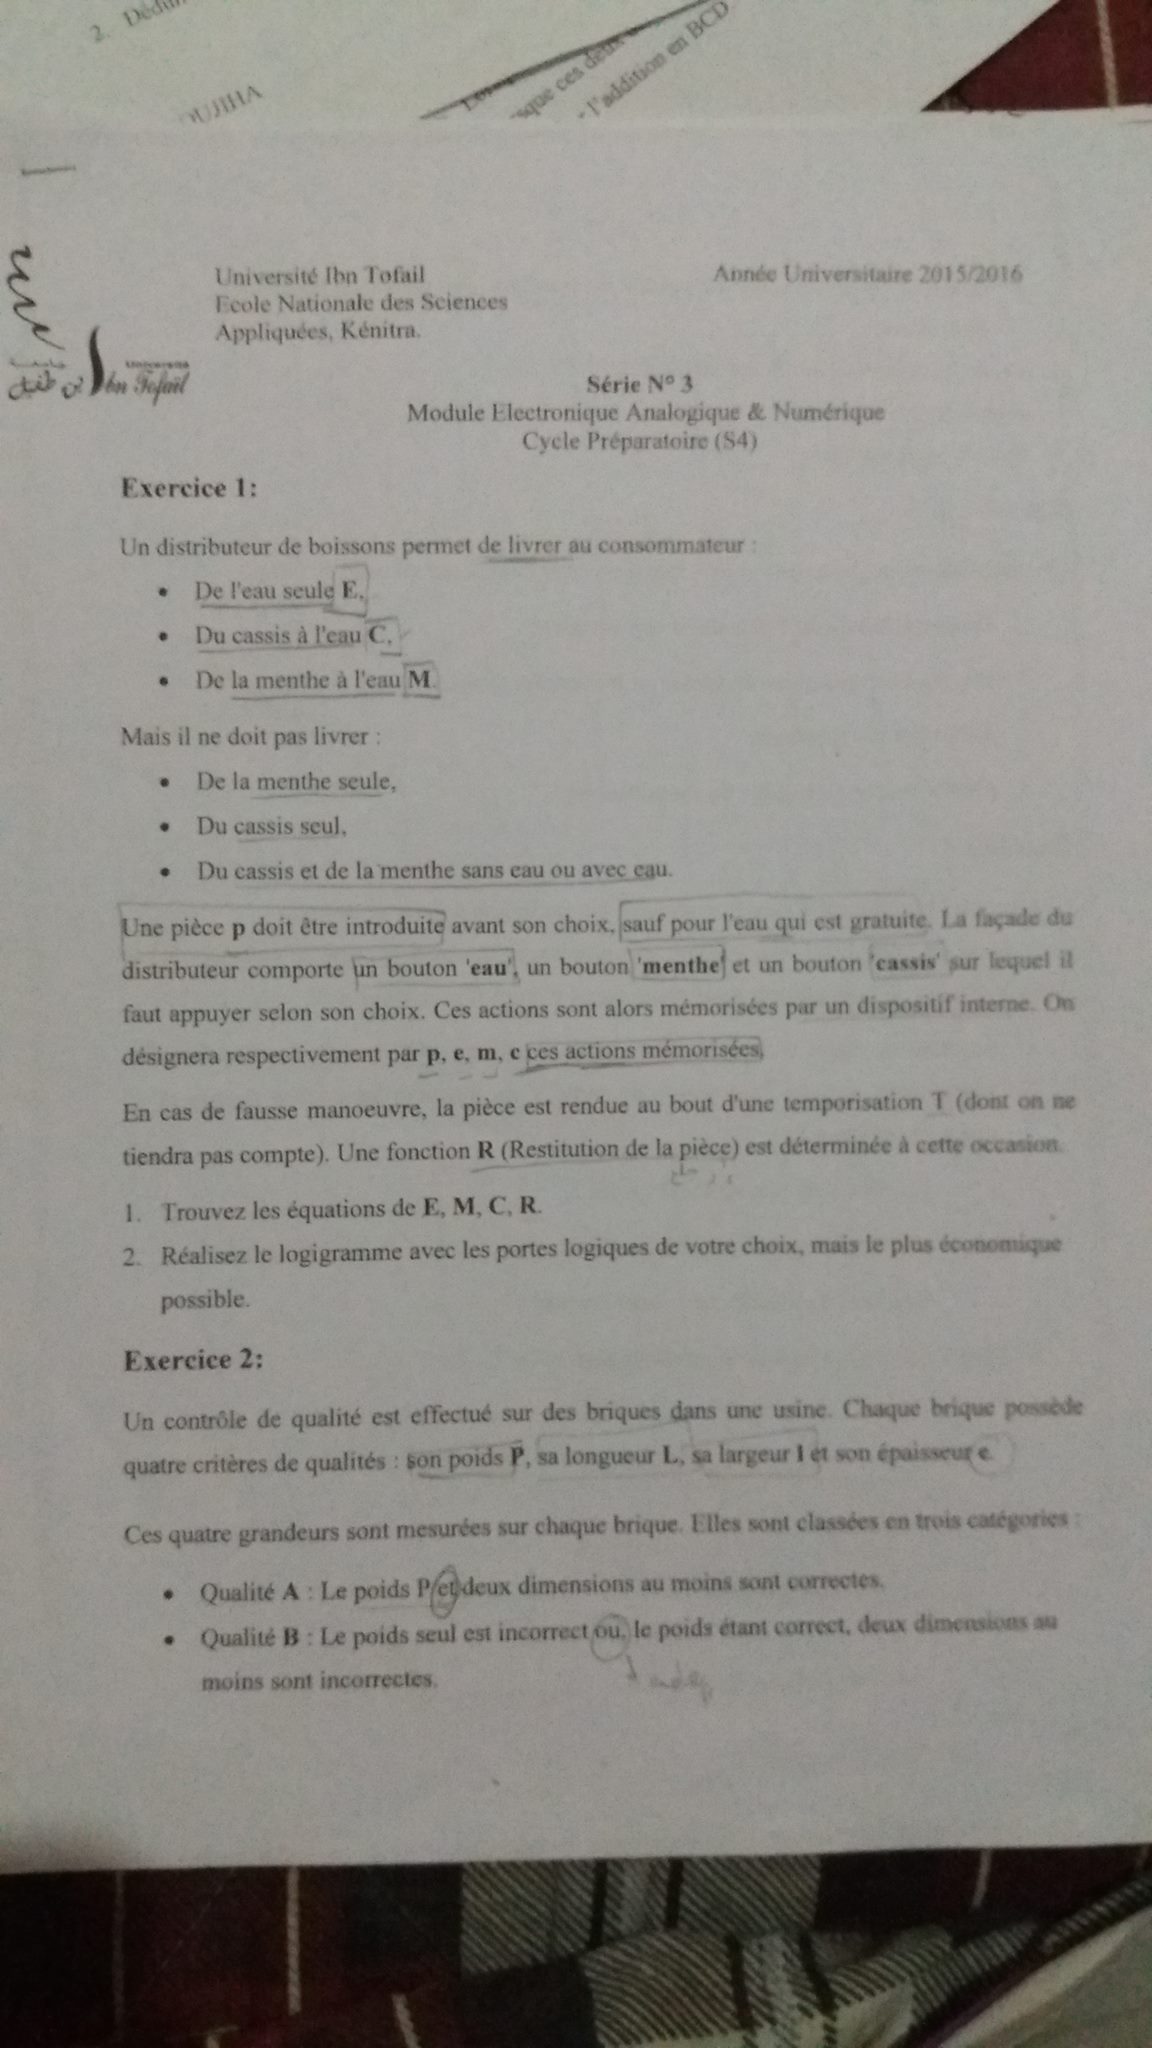 2. Dédui
OUJIHA
sque ces deux
l'addition en BCD
Université Ibn Tofail
Ecole Nationale des Sciences
Appliquées, Kénitra.
Année Universitaire 2015/2016
Ibn Tofaïl
Série N° 3
Module Electronique Analogique & Numérique
Cycle Préparatoire (S4)
Exercice 1:
Un distributeur de boissons permet de livrer au consommateur :
• De l'eau seule E,
• Du cassis à l'eau C,
• De la menthe à l'eau M.
Mais il ne doit pas livrer :
• De la menthe seule,
• Du cassis seul,
• Du cassis et de la menthe sans eau ou avec eau.
Une pièce p doit être introduite avant son choix, sauf pour l'eau qui est gratuite. La façade du
distributeur comporte un bouton 'eau', un bouton 'menthe' et un bouton 'cassis' sur lequel il
faut appuyer selon son choix. Ces actions sont alors mémorisées par un dispositif interne. On
désignera respectivement par p, e, m, c ces actions mémorisées.
En cas de fausse manoeuvre, la pièce est rendue au bout d'une temporisation T (dont on ne
tiendra pas compte). Une fonction R (Restitution de la pièce) est déterminée à cette occasion.
1. Trouvez les équations de E, M, C, R.
2. Réalisez le logigramme avec les portes logiques de votre choix, mais le plus économique
possible.
Exercice 2:
Un contrôle de qualité est effectué sur des briques dans une usine. Chaque brique possède
quatre critères de qualités : son poids P, sa longueur L, sa largeur l et son épaisseur e.
Ces quatre grandeurs sont mesurées sur chaque brique. Elles sont classées en trois catégories :
• Qualité A : Le poids P et deux dimensions au moins sont correctes.
• Qualité B : Le poids seul est incorrect ou, le poids étant correct, deux dimensions au
moins sont incorrectes.